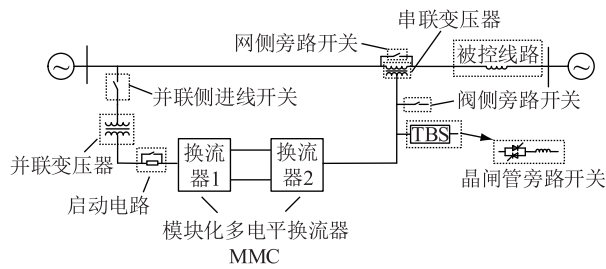 串联变压器
网侧旁路开关
被控线路
并联侧进线开关
阀侧旁路开关
TBS
并联变压器
换流
器1
换流
器2
晶闸管旁路开关
启动电路
模块化多电平换流器
MMC